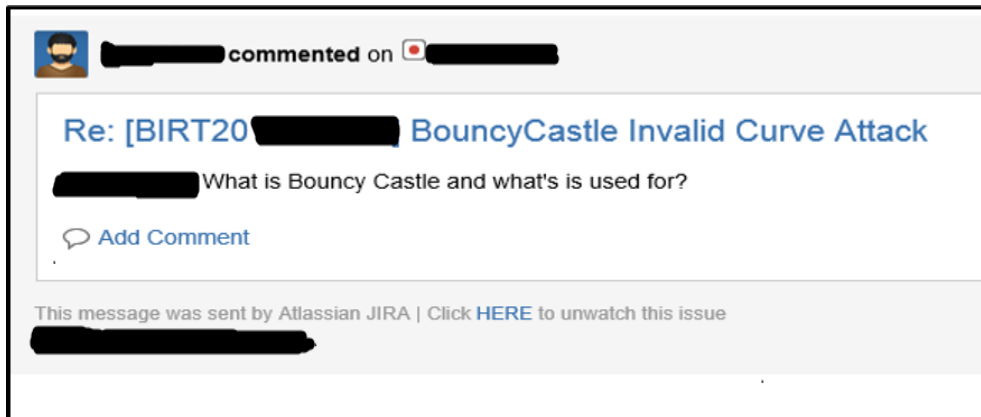 commented on
Re: [BIRT20 BouncyCastle Invalid Curve Attack
What is Bouncy Castle and what's is used for?
Add Comment
This message was sent by Atlassian JIRA | Click HERE to unwatch this issue